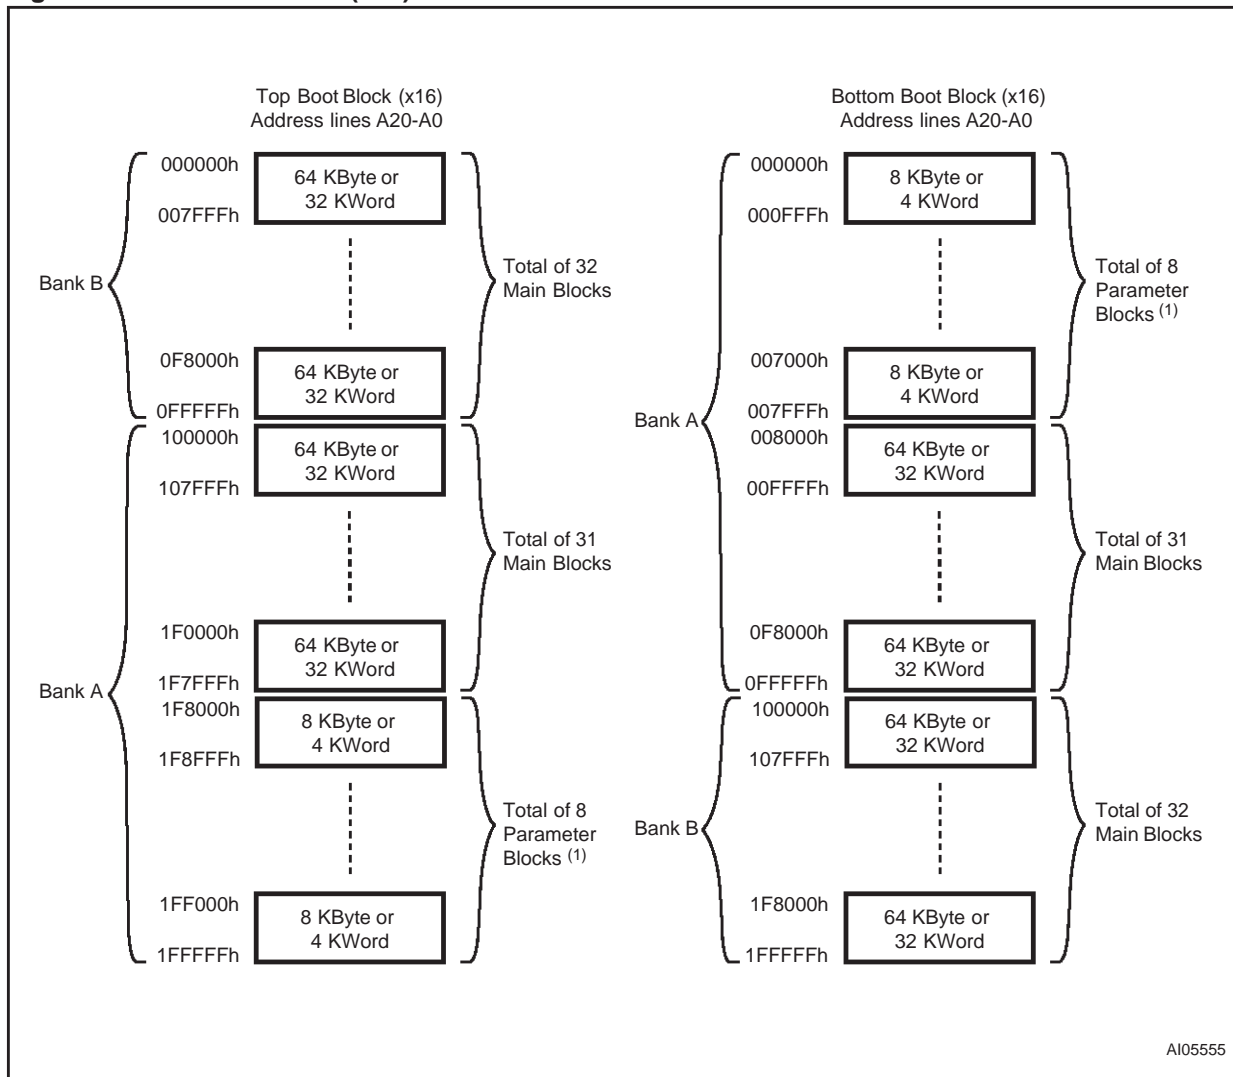 Top Boot Block (x16)
Address lines A20-A0
000000h
64 KByte or
32 KWord
007FFFh
Bank B
Total of 32
Main Blocks
0F8000h
64 KByte or
32 KWord
0FFFFFh
100000h
64 KByte or
32 KWord
107FFFh
Total of 31
Main Blocks
1F0000h
64 KByte or
32 KWord
1F7FFFh
Bank A
1F8000h
8 KByte or
4 KWord
1F8FFFh
Total of 8
Parameter
Blocks (1)
1FF000h
8 KByte or
4 KWord
1FFFFFh
Bottom Boot Block (x16)
Address lines A20-A0
000000h
8 KByte or
4 KWord
000FFFh
Total of 8
Parameter
Blocks (1)
007000h
8 KByte or
4 KWord
007FFFh
Bank A
008000h
64 KByte or
32 KWord
00FFFFh
Total of 31
Main Blocks
0F8000h
64 KByte or
32 KWord
0FFFFFh
100000h
64 KByte or
32 KWord
107FFFh
Bank B
Total of 32
Main Blocks
1F8000h
64 KByte or
32 KWord
1FFFFFh
AI05555